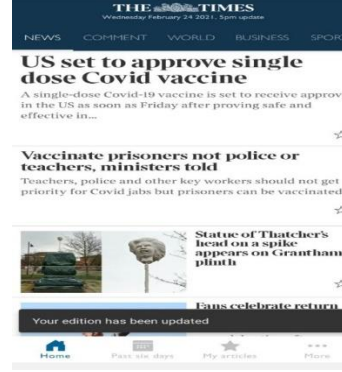 THE TIMES
Wednesday February 24 2021, 5pm update
NEWS COMMENT WORLD BUSINESS SPOR
US set to approve single
dose Covid vaccine
A single-dose Covid-19 vaccine is set to receive approv
in the US as soon as Friday after proving safe and
effective in...
Vaccinate prisoners not police or
teachers, ministers told
Teachers, police and other key workers should not get
priority for Covid jabs but prisoners can be vaccinated
Statue of Thatcher's
head on a spike
appears on Grantham
plinth
Fans celebrate return
Your edition has been updated
Home Past six days My articles More